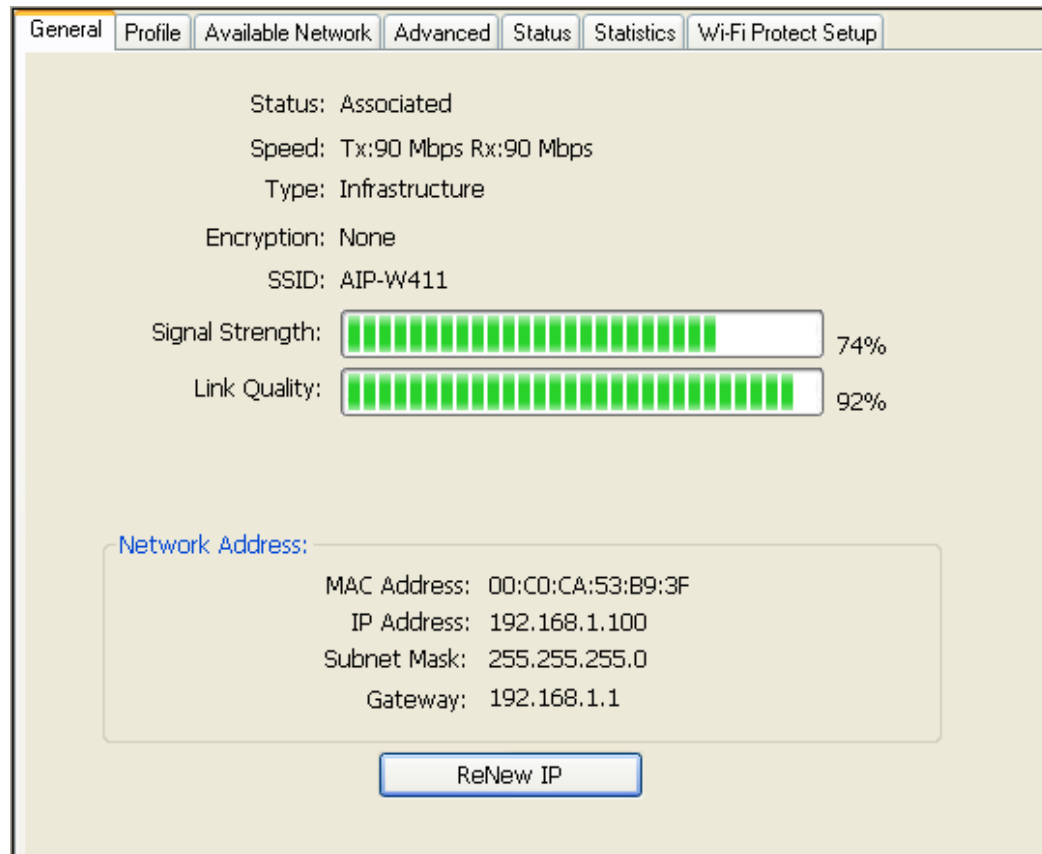 General Profile Available Network Advanced Status Statistics Wi-Fi Protect Setup
Status: Associated
Speed: Tx:90 Mbps Rx:90 Mbps
Type: Infrastructure
Encryption: None
SSID: AIP-W411
Signal Strength: 74%
Link Quality: 92%
Network Address:
MAC Address: 00:C0:CA:53:B9:3F
IP Address: 192.168.1.100
Subnet Mask: 255.255.255.0
Gateway: 192.168.1.1
ReNew IP